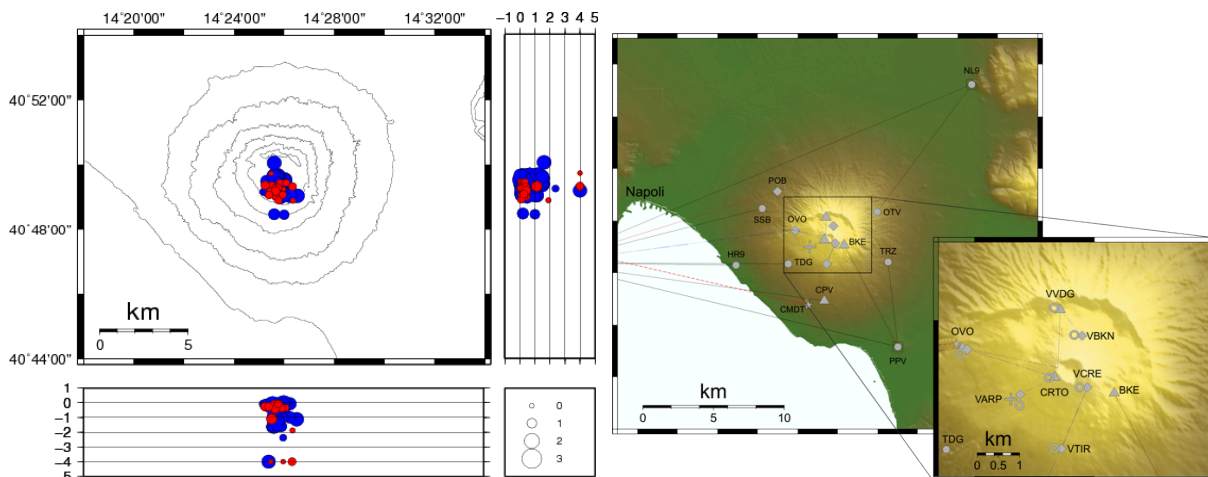 14°20'00" 14°24'00" 14°28'00" 14°32'00"
-1 0 1 2 3 4 5
40°52'00"
40°48'00"
40°44'00"
km
0 5
1
0
-1
-2
-3
-4
5
0
1
2
3
NL9
Napoli
POB
SSB
OVO
OTV
BKE
HR9
TDG
TRZ
CPV
CMDT
PPV
km
0 5 10
VVDG
OVO
VBKN
VCRE
CRTO
BKE
VARP
TDG
km
0 0.5 1
VTIR